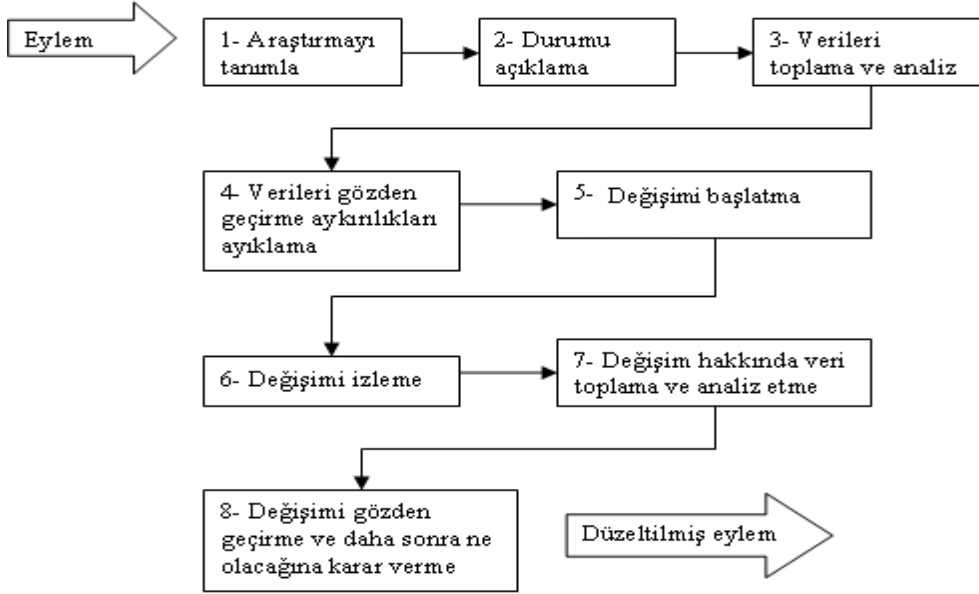 Eylem
1- Araştırmayı
tanımla
2- Durumu
açıklama
3- Verileri
toplama ve analiz
4- Verileri gözden
geçirme aykırılıkları
ayıklama
5- Değişimi başlatma
6- Değişimi izleme
7- Değişim hakkında veri
toplama ve analiz etme
8- Değişimi gözden
geçirme ve daha sonra ne
olacağına karar verme
Düzeltilmiş eylem